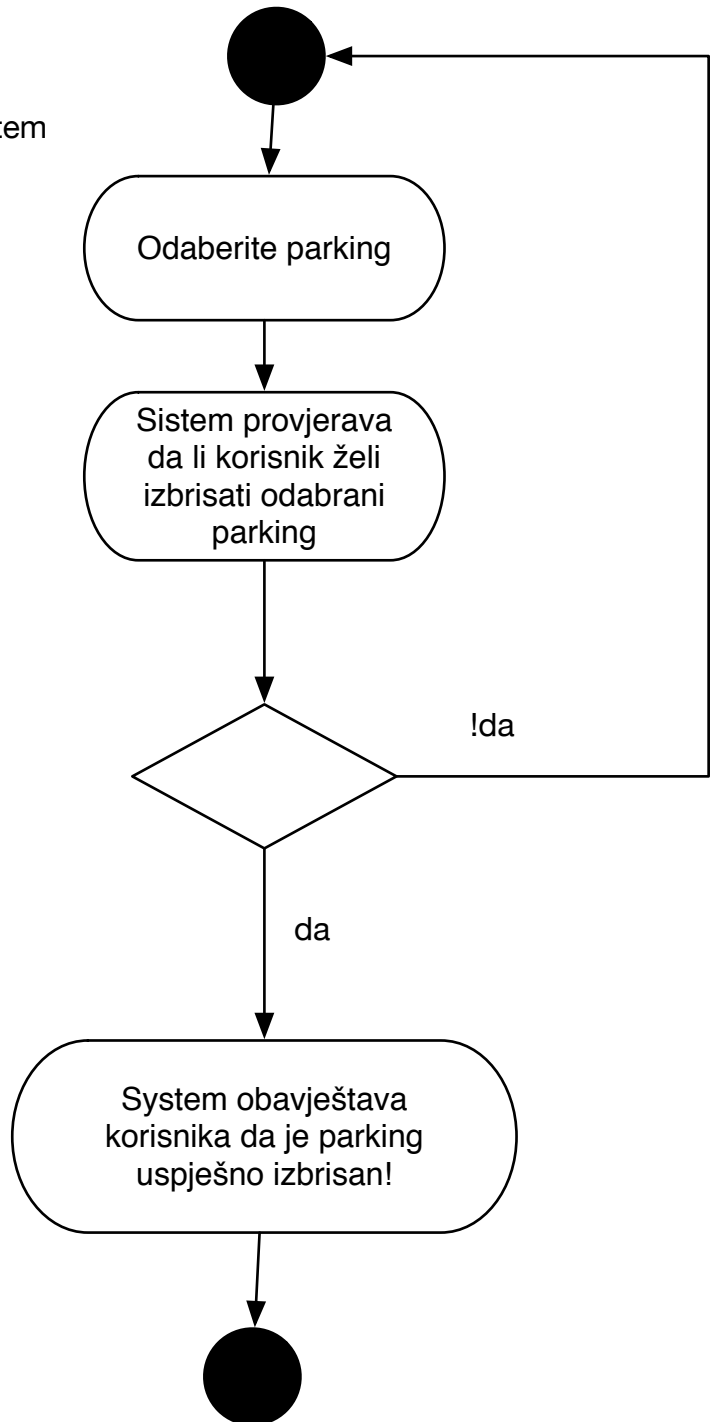 tem
Odaberite parking
Sistem provjerava
da li korisnik želi
izbrisati odabrani
parking
!da
da
System obavještava
korisnika da je parking
uspješno izbrisan!